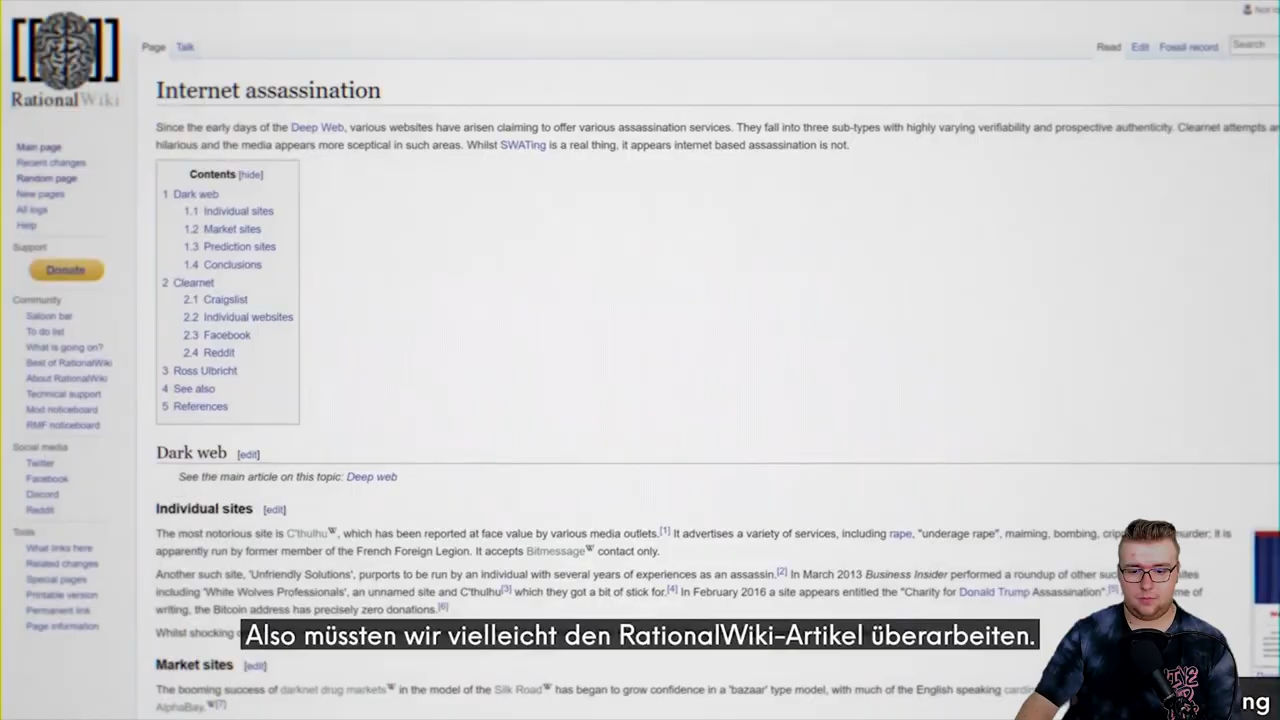 RationalWiki
Page Talk
Read Edit Fossil record Search
Internet assassination
Since the early days of the Deep Web, various websites have arisen claiming to offer various assassination services. They fall into three sub-types with highly varying verifiability and prospective authenticity. Clearnet attempts
hilarious and the media appears more sceptical in such areas. Whilst SWATing is a real thing, it appears internet based assassination is not.
Main page
Recent changes
Random page
New pages
All logs
Help
Support
Donate
Community
Saloon bar
To do list
What is going on?
Best of RationalWiki
About RationalWiki
Technical support
Mod noticeboard
RMF noticeboard
Social media
Twitter
Facebook
Discord
Reddit
Tools
What links here
Related changes
Special pages
Printable version
Permanent link
Page information
Contents [hide]
1 Dark web
1.1 Individual sites
1.2 Market sites
1.3 Prediction sites
1.4 Conclusions
2 Clearnet
2.1 Craigslist
2.2 Individual websites
2.3 Facebook
2.4 Reddit
3 Ross Ulbricht
4 See also
5 References
Dark web [edit]
See the main article on this topic: Deep web
Individual sites [edit]
The most notorious site is C'thulhu W, which has been reported at face value by various media outlets.[1] It advertises a variety of services, including rape, "underage rape", maiming, bombing, murder; it is
apparently run by former member of the French Foreign Legion. It accepts Bitmessage W contact only.
Another such site, 'Unfriendly Solutions', purports to be run by an individual with several years of experiences as an assassin.[2] In March 2013 Business Insider performed a roundup of other
including 'White Wolves Professionals', an unnamed site and C'thulhu[3] which they got a bit of stick for.[4] In February 2016 a site appears entitled the "Charity for Donald Trump Assassination".[5] me of
writing, the Bitcoin address has precisely zero donations.[6]
Whilst shocking
Also müssten wir vielleicht den RationalWiki-Artikel überarbeiten.
Market sites [edit]
The booming success of darknet drug markets W in the model of the Silk Road W has began to grow confidence in a 'bazaar' type model, with much of the English speaking
AlphaBay. W[7]
ng